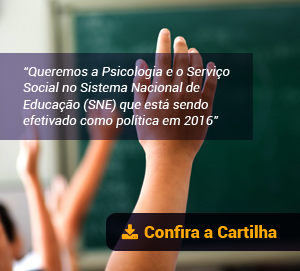 “Queremos a Psicologia e o Serviço
Social no Sistema Nacional de
Educação (SNE) que está sendo
efetivado como política em 2016”
Confira a Cartilha